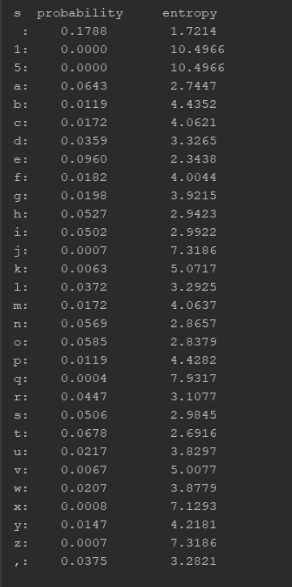 s probability entropy
: 0.1788 1.7214
1: 0.0000 10.4966
5: 0.0000 10.4966
a: 0.0643 2.7447
b: 0.0119 4.4352
c: 0.0172 4.0621
d: 0.0359 3.3265
e: 0.0960 2.3438
f: 0.0182 4.0044
g: 0.0198 3.9215
h: 0.0527 2.9423
i: 0.0502 2.9922
j: 0.0007 7.3186
k: 0.0063 5.0717
l: 0.0372 3.2925
m: 0.0172 4.0637
n: 0.0569 2.8657
o: 0.0585 2.8379
p: 0.0119 4.4282
q: 0.0004 7.9317
r: 0.0447 3.1077
s: 0.0506 2.9845
t: 0.0678 2.6916
u: 0.0217 3.8297
v: 0.0067 5.0077
w: 0.0207 3.8779
x: 0.0008 7.1293
y: 0.0147 4.2181
z: 0.0007 7.3186
,: 0.0375 3.2821